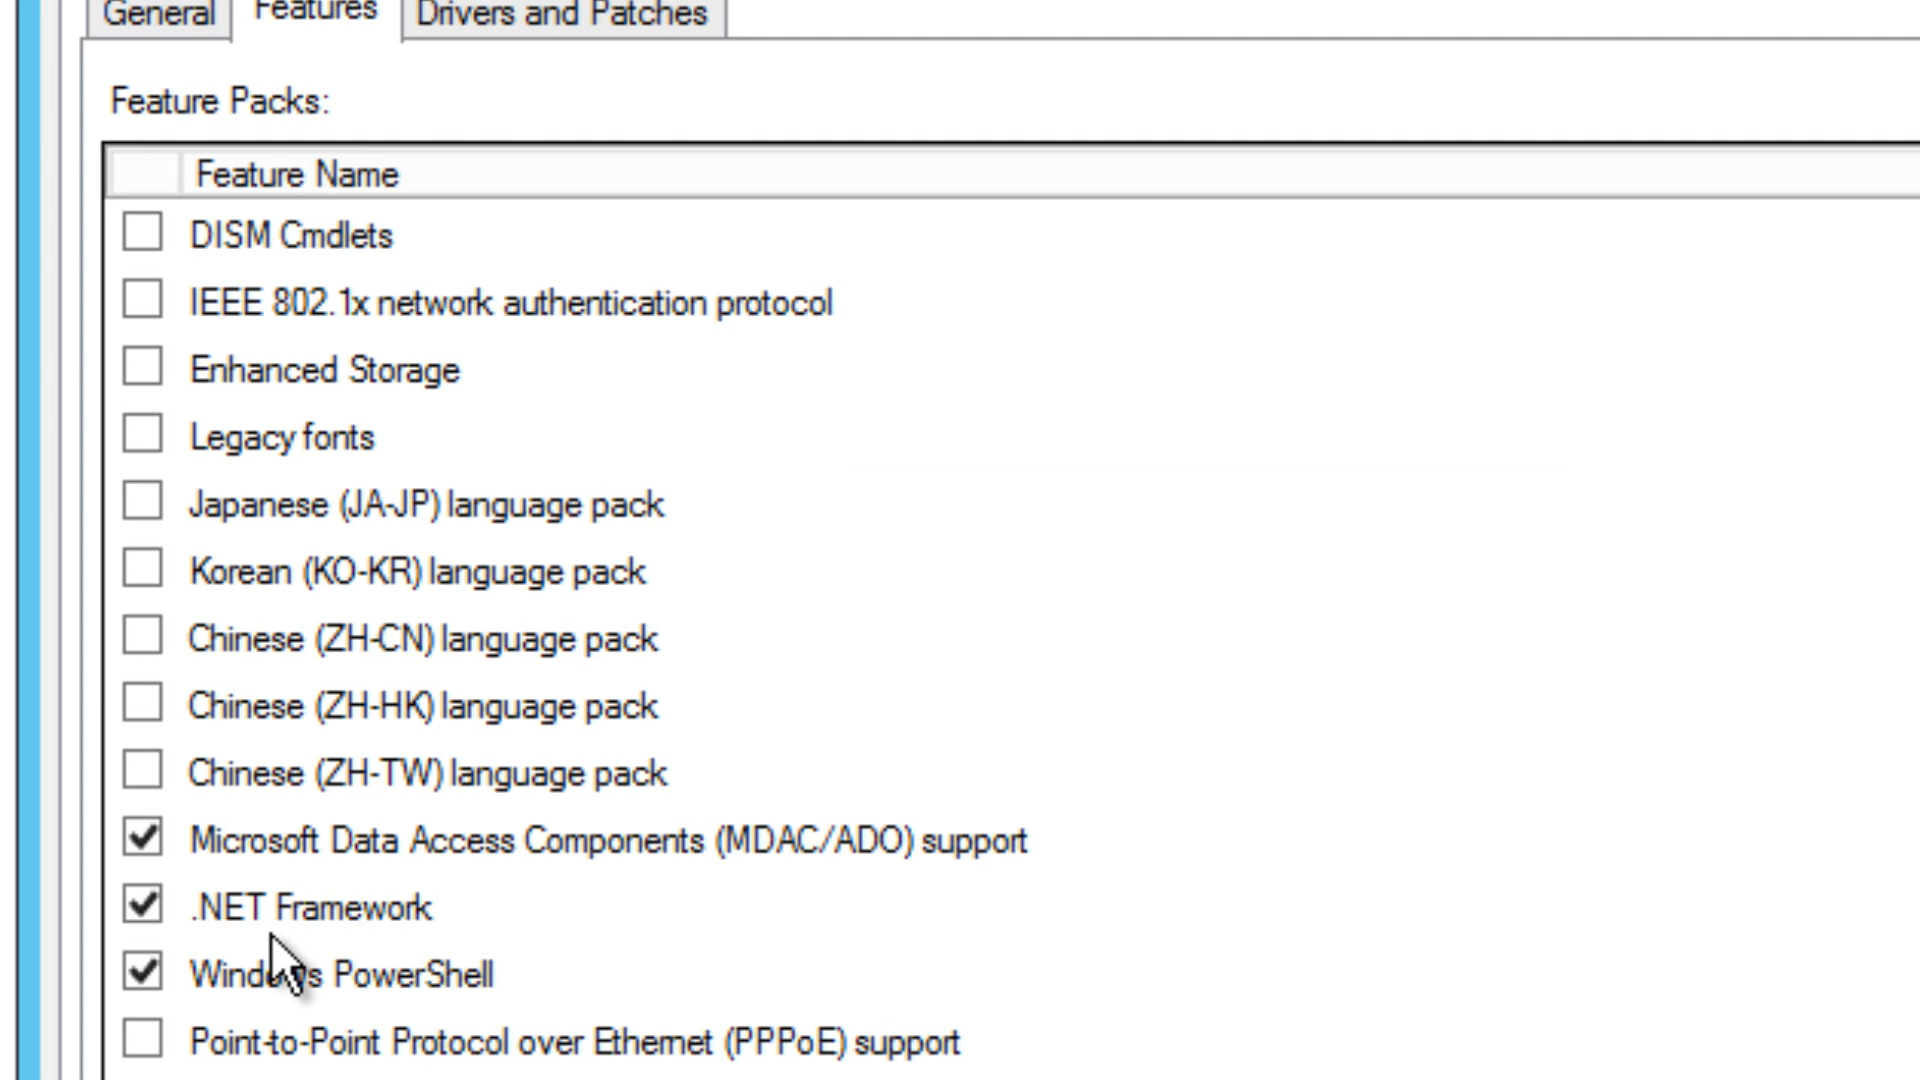 General Features Drivers and Patches
Feature Packs:
Feature Name
DISM Cmdlets
IEEE 802.1x network authentication protocol
Enhanced Storage
Legacy fonts
Japanese (JA-JP) language pack
Korean (KO-KR) language pack
Chinese (ZH-CN) language pack
Chinese (ZH-HK) language pack
Chinese (ZH-TW) language pack
Microsoft Data Access Components (MDAC/ADO) support
.NET Framework
Windows PowerShell
Point-to-Point Protocol over Ethernet (PPPoE) support